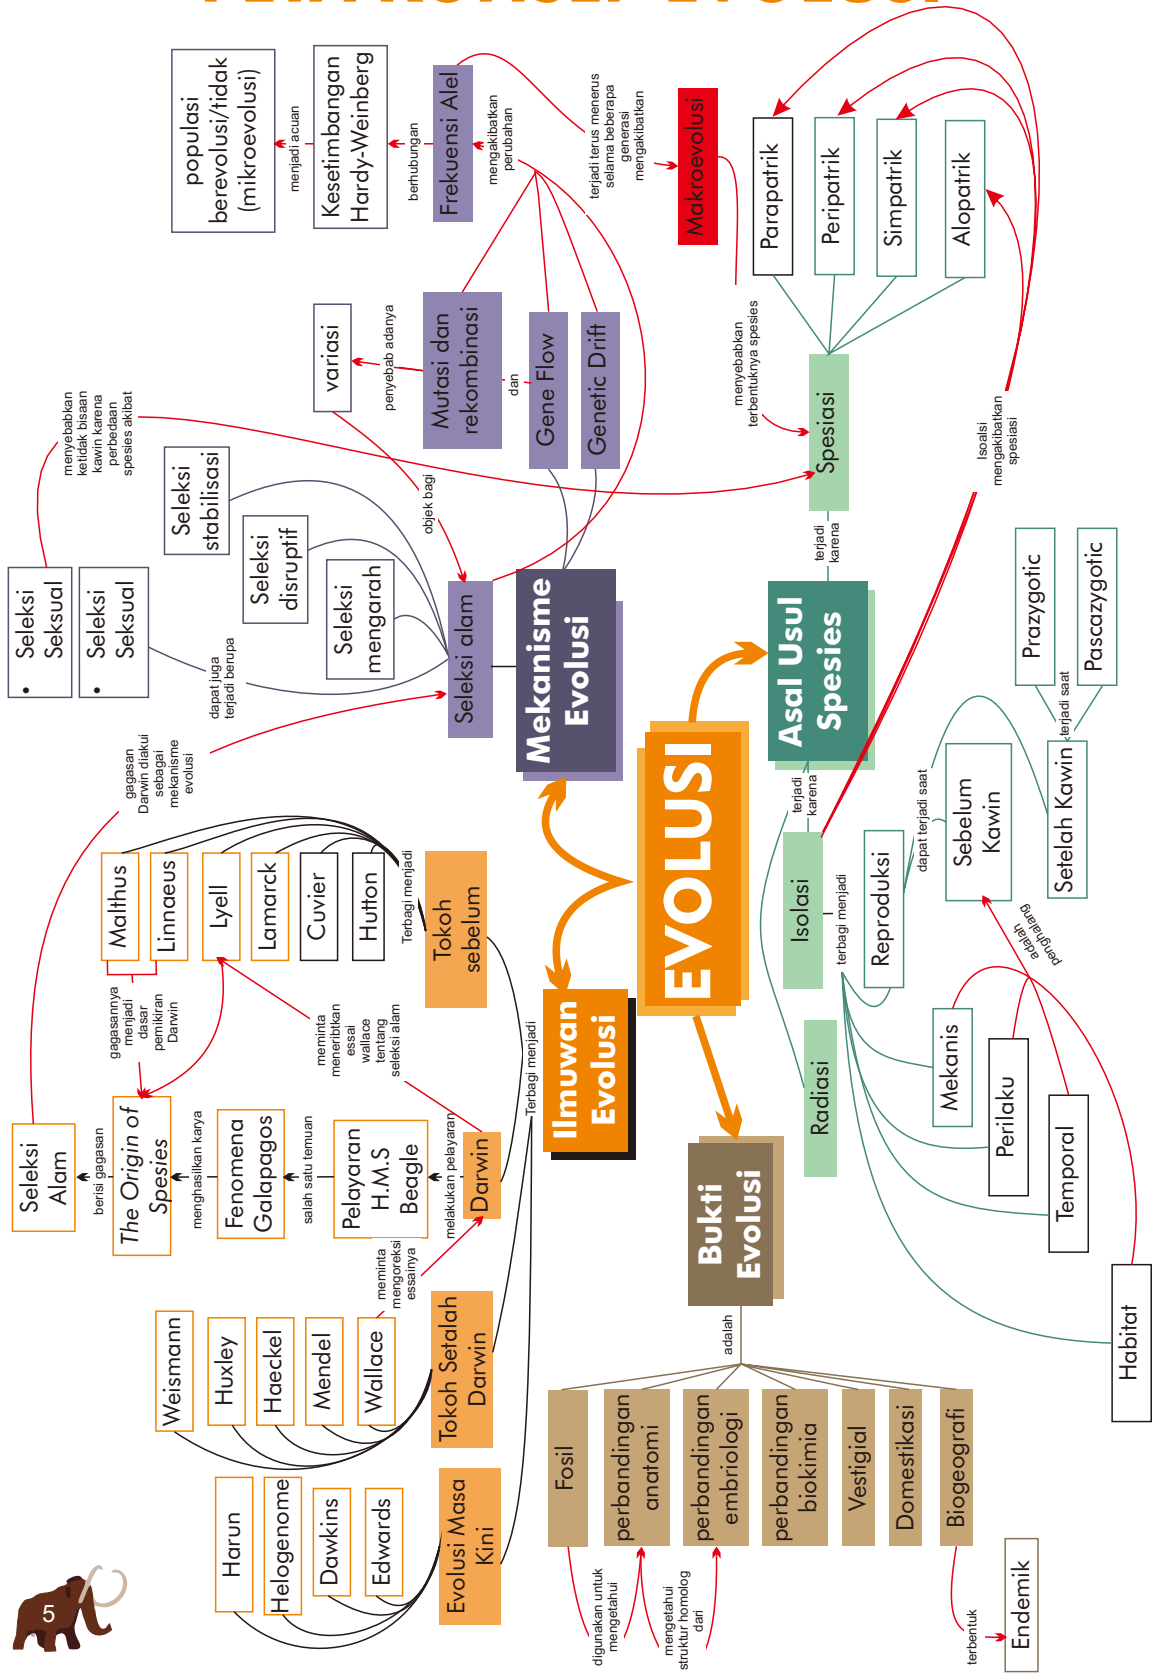 5
EVOLUSI
Ilmuwan
Evolusi
Terbagi menjadi
Tokoh
sebelum
Terbagi menjadi
Malthus
Linnaeus
Lyell
Lamarck
Cuvier
Hutton
gagasannya
menjadi
dasar
pemikiran
Darwin
Darwin
melakukan pelayaran
Pelayaran
H.M.S
Beagle
salah satu temuan
Fenomena
Galapagos
menghasilkan karya
The Origin of
Spesies
berisi gagasan
Seleksi
Alam
gagasan
Darwin diakui
sebagai
mekanisme
evolusi
meminta
meneribtkan
essai
wallace
tentang
seleksi alam
meminta
mengoreksi
essainya
Tokoh Setalah
Darwin
Weismann
Huxley
Haeckel
Mendel
Wallace
Evolusi Masa
Kini
Harun
Helogenome
Dawkins
Edwards
Mekanisme
Evolusi
Seleksi alam
dapat juga
terjadi berupa
• Seleksi
Seksual
• Seleksi
Seksual
Seleksi
stabilisasi
Seleksi
disruptif
Seleksi
mengarah
menyebabkan
ketidak bisaan
kawin karena
perbedaan
spesies akibat
objek bagi
variasi
penyebab adanya
Mutasi dan
rekombinasi
dan
Gene Flow
Genetic Drift
mengakibatkan
perubahan
Frekuensi Alel
berhubungan
Kesetimbangan
Hardy-Weinberg
menjadi acuan
populasi
berevolusi/tidak
(mikroevolusi)
terjadi terus menerus
selama beberapa
generasi
mengakibatkan
Makroevolusi
menyebabkan
terbentuknya spesies
Asal Usul
Spesies
terjadi
karena
Spesiasi
Parapatrik
Peripatrik
Simpatrik
Alopatrik
Isoalsi
mengakibatkan
spesiasi
terjadi
karena
Isolasi
Radiasi
terbagi menjadi
Reproduksi
dapat terjadi saat
Sebelum
Kawin
Setelah Kawin
terjadi saat
Prazygotic
Pascazygotic
Mekanis
Perilaku
Temporal
Habitat
adalah
penghalang
Bukti
Evolusi
adalah
Fosil
perbandingan
anatomi
perbandingan
embriologi
perbandingan
biokimia
Vestigial
Domestikasi
Biogeografi
digunakan untuk
mengetahui
mengetahui
struktur homolog
dari
terbentuk
Endemik